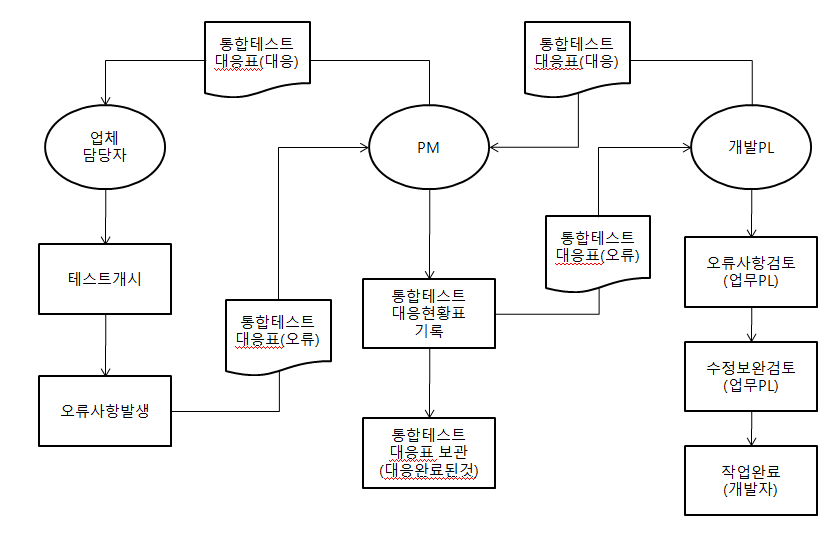 통합테스트
대응표(대응)
통합테스트
대응표(대응)
업체
담당자
PM
개발PL
통합테스트
대응표(오류)
테스트개시
통합테스트
대응현황표
기록
오류사항검토
(업무PL)
통합테스트
대응표(오류)
수정보완검토
(업무PL)
오류사항발생
통합테스트
대응표 보관
(대응완료된것)
작업완료
(개발자)